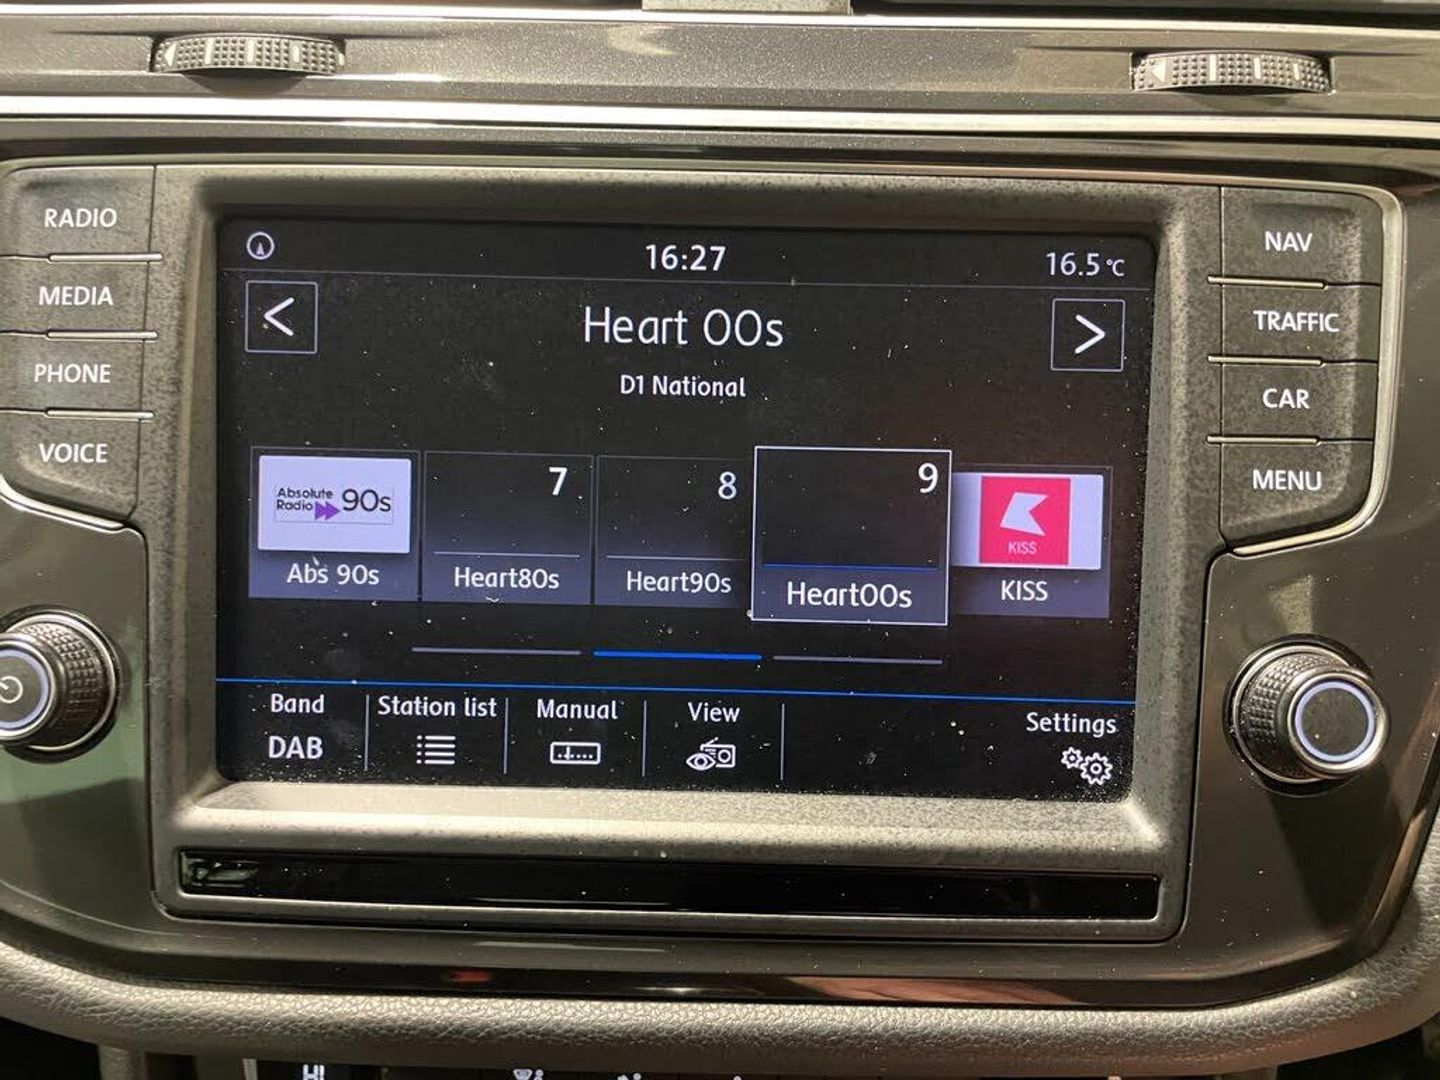 RADIO
MEDIA
PHONE
VOICE
NAV
TRAFFIC
CAR
MENU
16:27
16.5 °C
<
Heart 00s
>
D1 National
Absolute
Radio 90s
Abs 90s
7
Heart80s
8
Heart90s
9
Heart00s
KISS
KISS
Band
DAB
Station list
Manual
View
Settings
HI